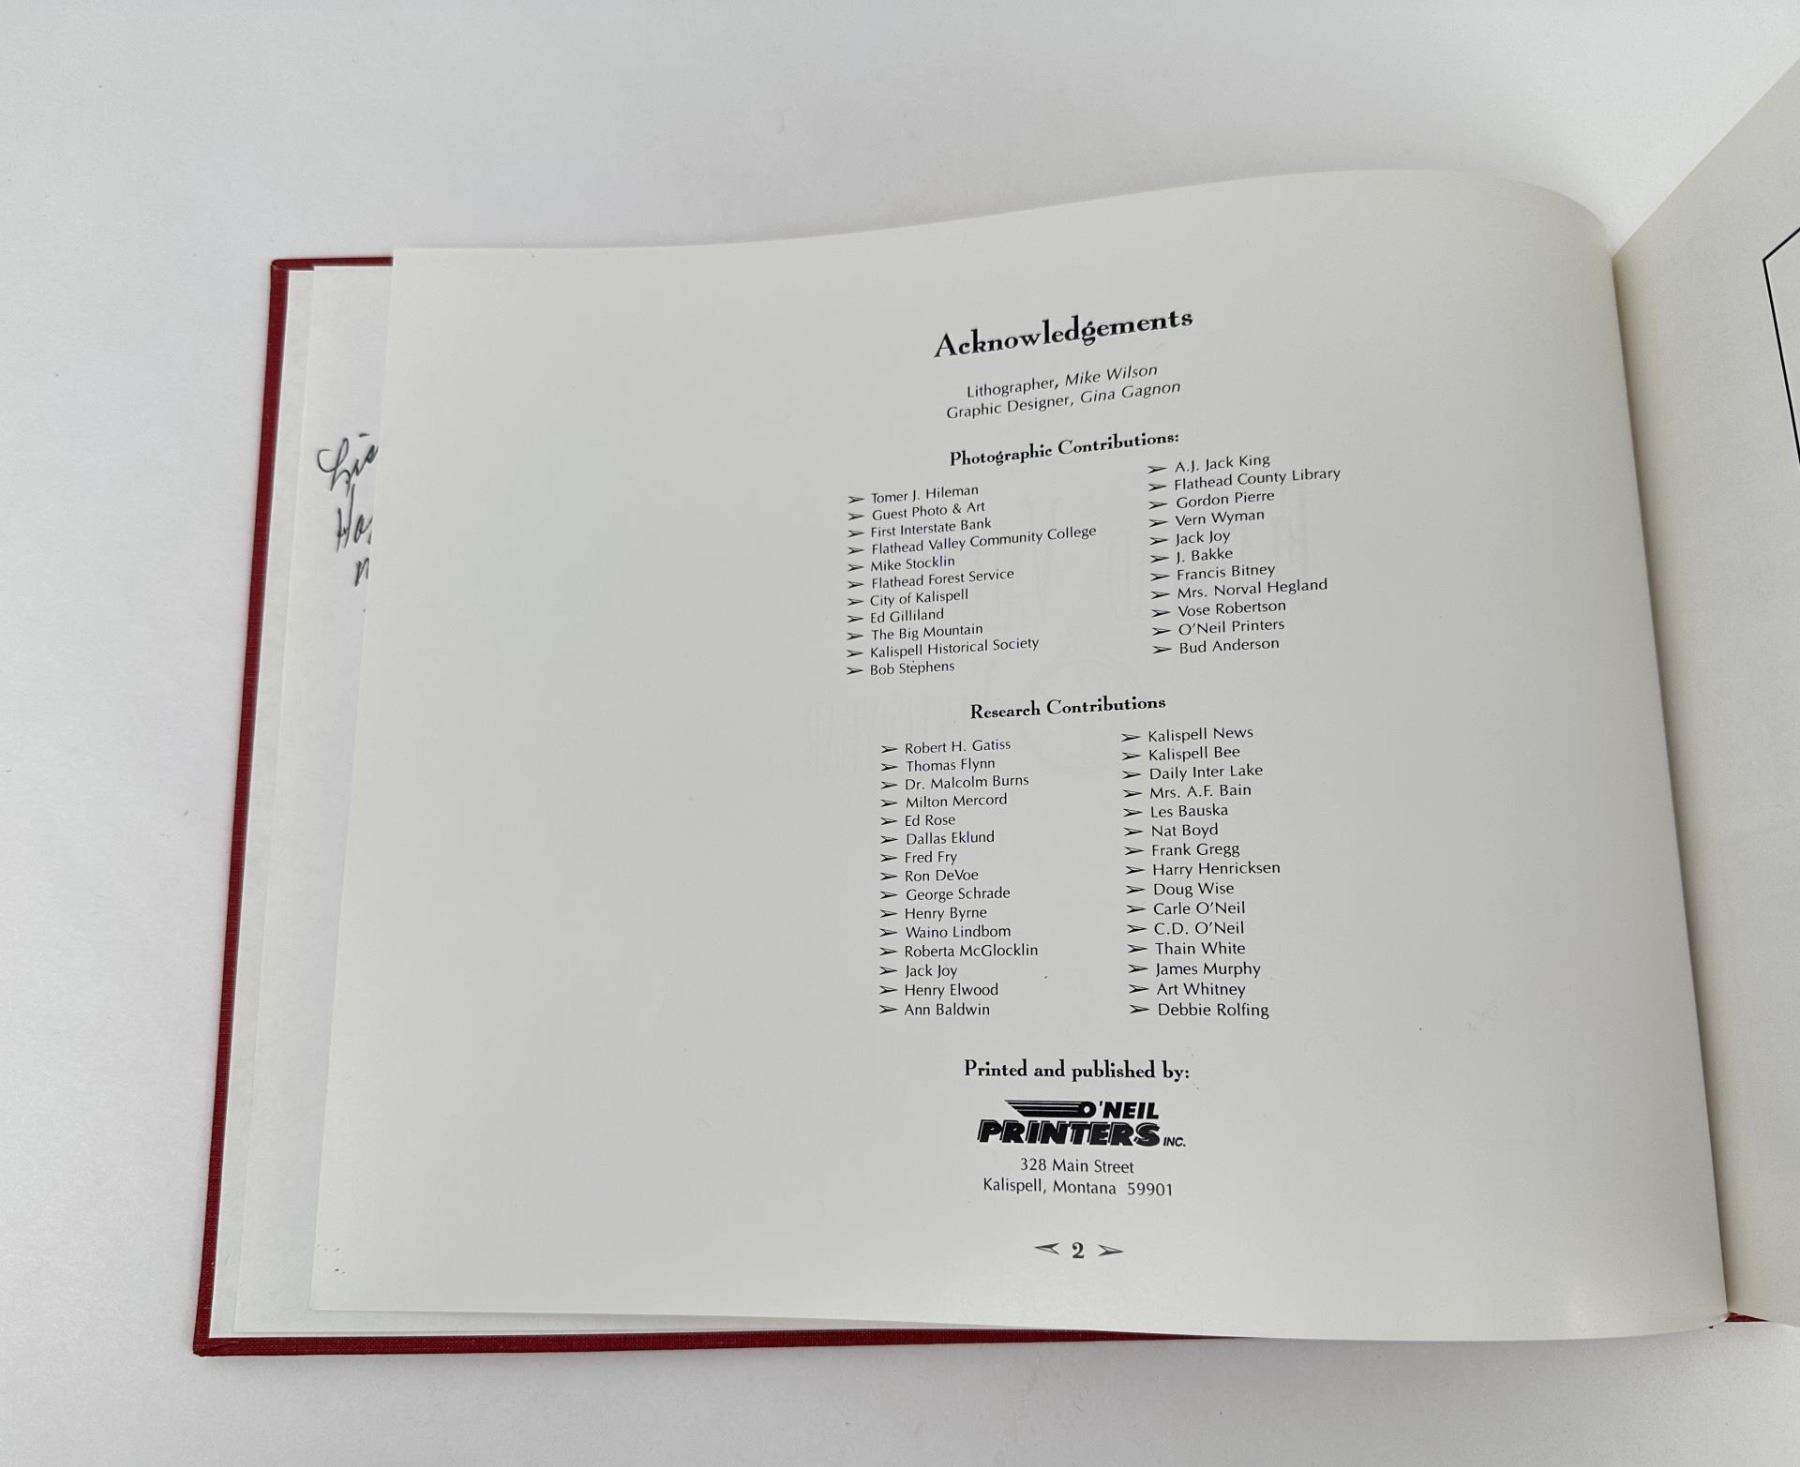 Acknowledgements
Lithographer, Mike Wilson
Graphic Designer, Gina Gagnon
Photographic Contributions:
➢ Tomer J. Hileman
➢ Guest Photo & Art
➢ First Interstate Bank
➢ Flathead Valley Community College
➢ Mike Stocklin
➢ Flathead Forest Service
➢ City of Kalispell
➢ Ed Gilliland
➢ The Big Mountain
➢ Kalispell Historical Society
➢ Bob Stephens
➢ A.J. Jack King
➢ Flathead County Library
➢ Gordon Pierre
➢ Vern Wyman
➢ Jack Joy
➢ J. Bakke
➢ Francis Bitney
➢ Mrs. Norval Hegland
➢ Vose Robertson
➢ O'Neil Printers
➢ Bud Anderson
Research Contributions
➢ Robert H. Gatiss
➢ Thomas Flynn
➢ Dr. Malcolm Burns
➢ Milton Mercord
➢ Ed Rose
➢ Dallas Eklund
➢ Fred Fry
➢ Ron DeVoe
➢ George Schrade
➢ Henry Byrne
➢ Waino Lindbom
➢ Roberta McGlocklin
➢ Jack Joy
➢ Henry Elwood
➢ Ann Baldwin
➢ Kalispell News
➢ Kalispell Bee
➢ Daily Inter Lake
➢ Mrs. A.F. Bain
➢ Les Bauska
➢ Nat Boyd
➢ Frank Gregg
➢ Harry Henricksen
➢ Doug Wise
➢ Carle O'Neil
➢ C.D. O'Neil
➢ Thain White
➢ James Murphy
➢ Art Whitney
➢ Debbie Rolfing
Printed and published by:
O'NEIL
PRINTERS INC.
328 Main Street
Kalispell, Montana 59901
2